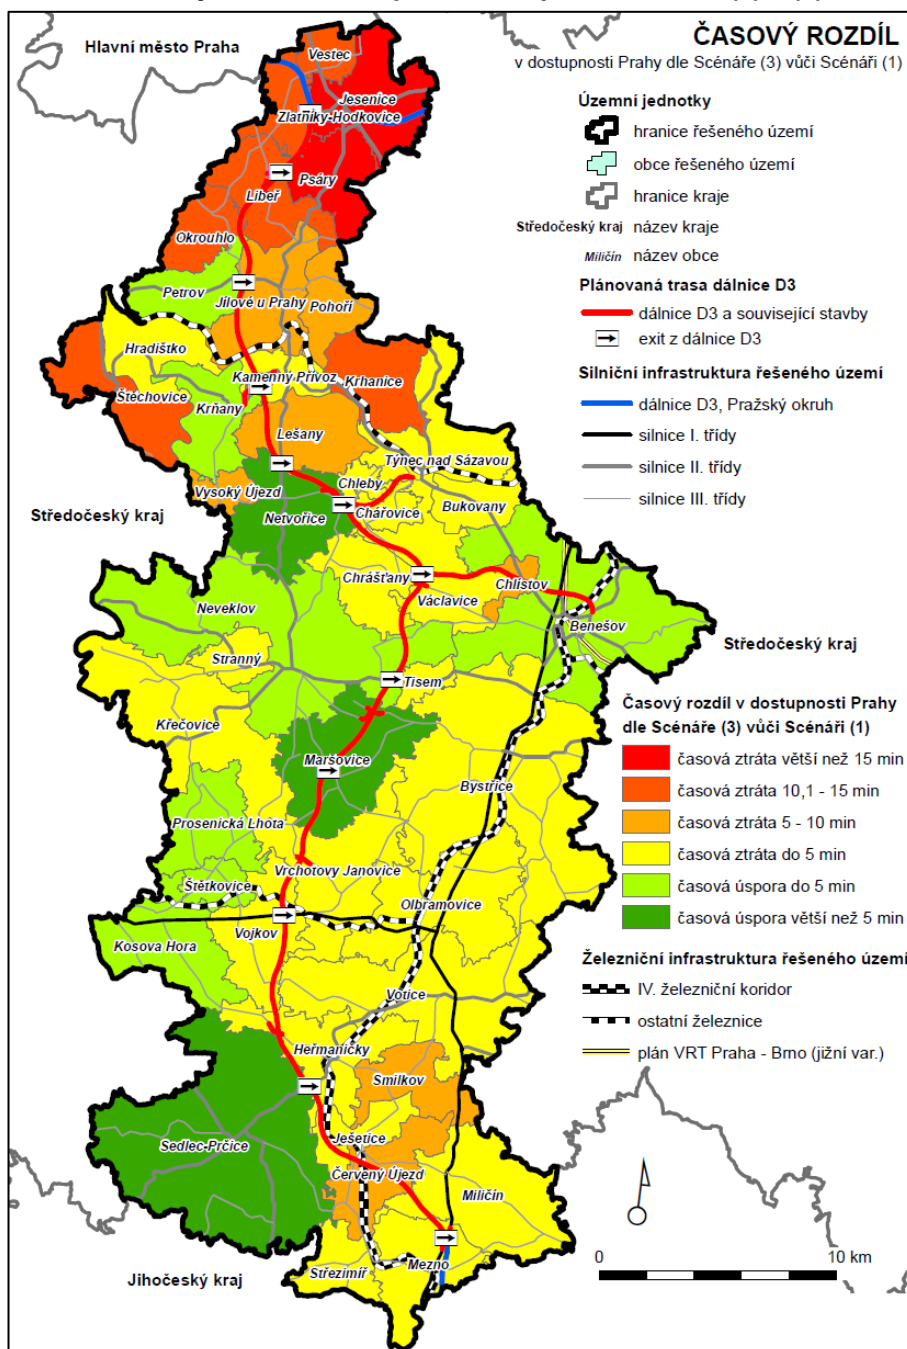 ČASOVÝ ROZDÍL
v dostupnosti Prahy dle Scénáře (3) vůči Scénáři (1)
Územní jednotky
hranice řešeného území
obce řešeného území
hranice kraje
Středočeský kraj název kraje
Miličín název obce
Plánovaná trasa dálnice D3
dálnice D3 a související stavby
exit z dálnice D3
Silniční infrastruktura řešeného území
dálnice D3, Pražský okruh
silnice I. třídy
silnice II. třídy
silnice III. třídy
Časový rozdíl v dostupnosti Prahy
dle Scénáře (3) vůči Scénáři (1)
časová ztráta větší než 15 min
časová ztráta 10,1 - 15 min
časová ztráta 5 - 10 min
časová ztráta do 5 min
časová úspora do 5 min
časová úspora větší než 5 min
Železniční infrastruktura řešeného území
IV. železniční koridor
ostatní železnice
plán VRT Praha - Brno (jižní var.)
0 10 km
Hlavní město Praha
Vestec
Jesenice
Zlatníky-Hodkovice
Psáry
Libeř
Okrouhlo
Petrov
Jílové u Prahy
Pohoří
Hradištko
Kamenný Přívoz
Krhanice
Štěchovice
Krňany
Lešany
Týnec nad Sázavou
Chleby
Vysoký Újezd
Bukovany
Netvořice
Chářovice
Středočeský kraj
Chrášťany
Chlístov
Václavice
Neveklov
Benešov
Středočeský kraj
Stranný
Tisem
Křečovice
Maršovice
Bystřice
Prosenická Lhota
Vrchotovy Janovice
Štětkovice
Olbramovice
Vojkov
Kosova Hora
Votice
Heřmaničky
Smilkov
Sedlec-Prčice
Ješetice
Červený Újezd
Miličín
Mezno
Střezimíř
Jihočeský kraj